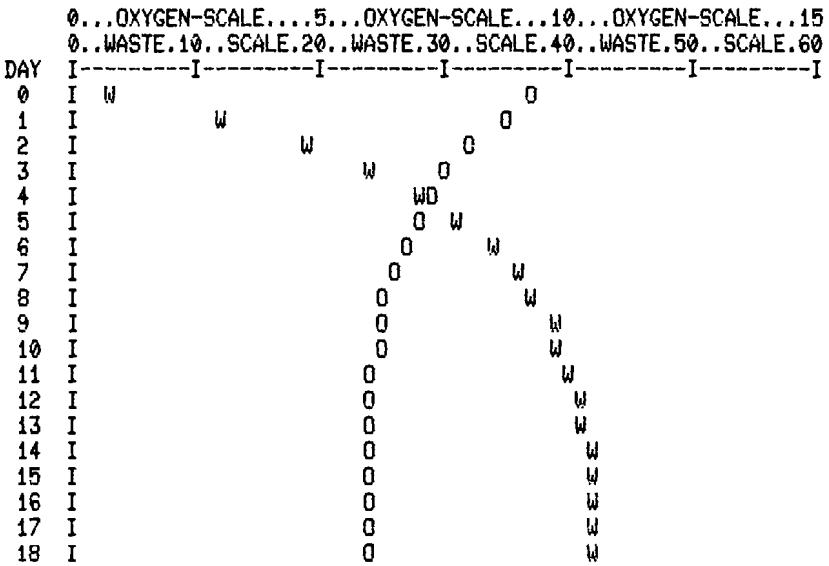 0...OXYGEN-SCALE....5...OXYGEN-SCALE...10...OXYGEN-SCALE...15
     0..WASTE.10..SCALE.20..WASTE.30..SCALE.40..WASTE.50..SCALE.60
DAY  I---------I---------I---------I---------I---------I---------I
 0   I  W                                 O
 1   I           W                      O
 2   I                  W            O
 3   I                       W     O
 4   I                           WO
 5   I                           O  W
 6   I                          O      W
 7   I                         O         W
 8   I                        O           W
 9   I                        O             W
 10  I                        O             W
 11  I                       O               W
 12  I                       O                W
 13  I                       O                W
 14  I                       O                 W
 15  I                       O                 W
 16  I                       O                 W
 17  I                       O                 W
 18  I                       O                 W